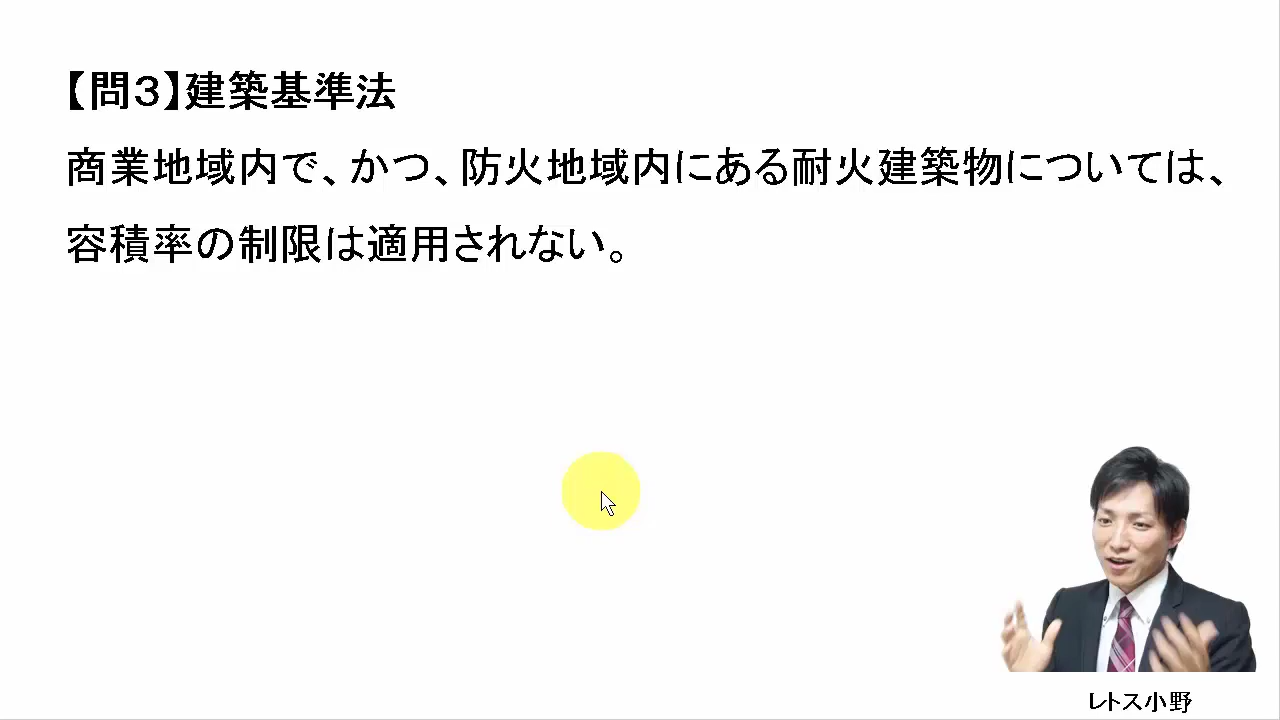 【問３】建築基準法
商業地域内で、かつ、防火地域内にある耐火建築物については、
容積率の制限は適用されない。
レトス小野